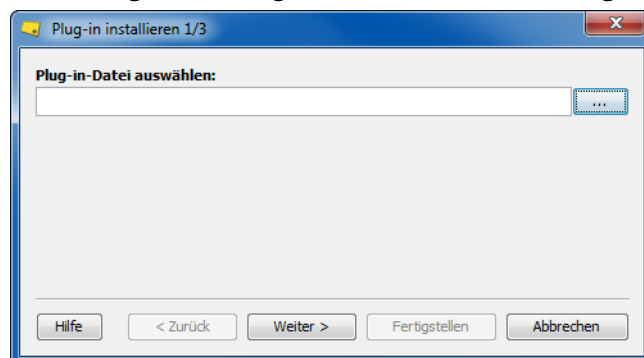 Plug-in installieren 1/3
Plug-in-Datei auswählen:
...
Hilfe
< Zurück
Weiter >
Fertigstellen
Abbrechen